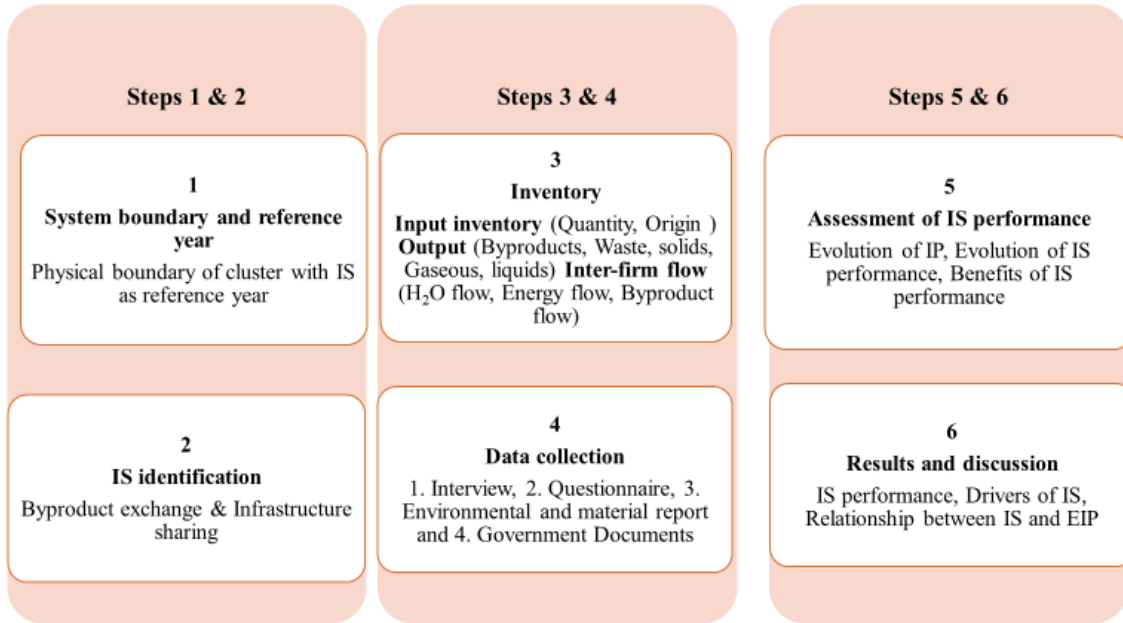 Steps 1 & 2
1
System boundary and reference
year
Physical boundary of cluster with IS
as reference year
2
IS identification
Byproduct exchange & Infrastructure
sharing
Steps 3 & 4
3
Inventory
Input inventory (Quantity, Origin )
Output (Byproducts, Waste, solids,
Gaseous, liquids) Inter-firm flow
(H₂O flow, Energy flow, Byproduct
flow)
4
Data collection
1. Interview, 2. Questionnaire, 3.
Environmental and material report
and 4. Government Documents
Steps 5 & 6
5
Assessment of IS performance
Evolution of IP, Evolution of IS
performance, Benefits of IS
performance
6
Results and discussion
IS performance, Drivers of IS,
Relationship between IS and EIP